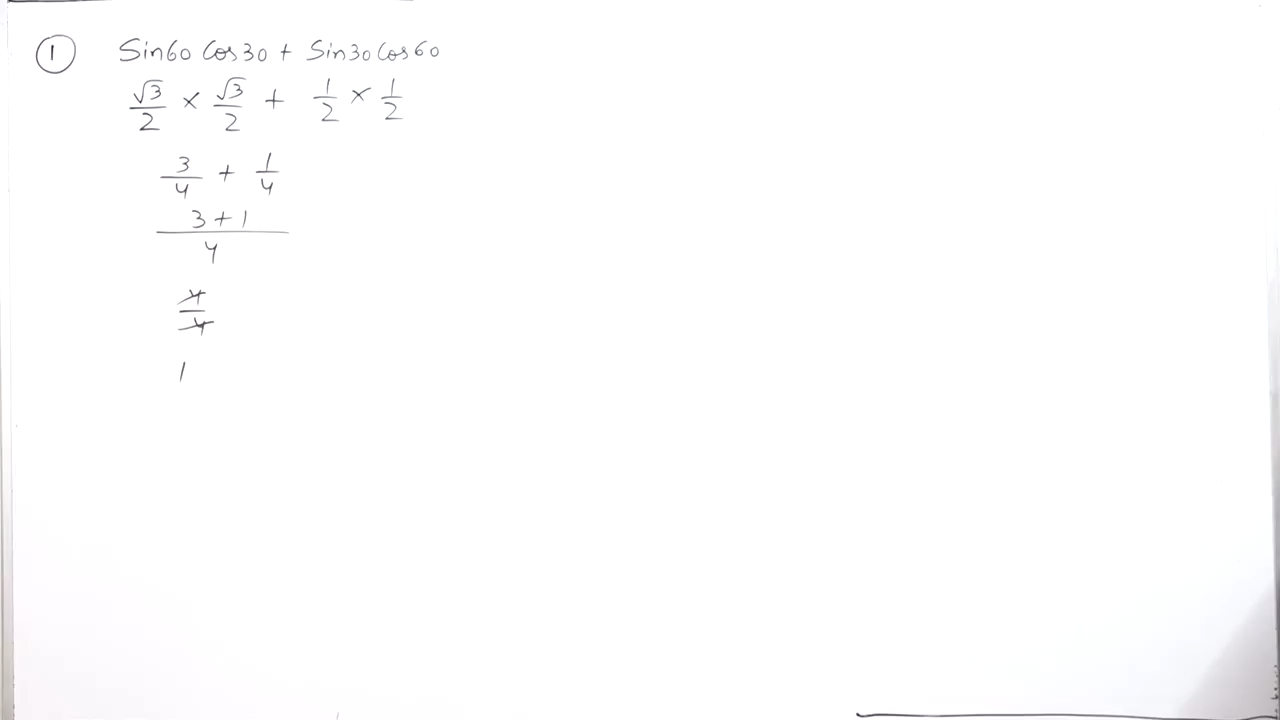 ① Sin60 Cos30 + Sin30 Cos60
√3/2 × √3/2 + 1/2 × 1/2
3/4 + 1/4
3+1/4
4/4
1